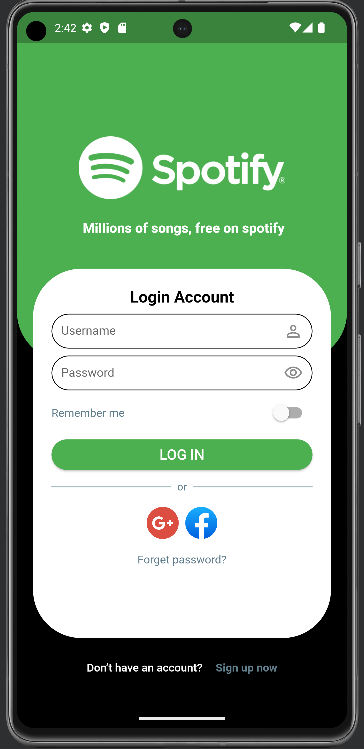 2:42
Spotify®
Millions of songs, free on spotify
Login Account
Username
Password
Remember me
LOG IN
or
G+ f
Forget password?
Don't have an account? Sign up now